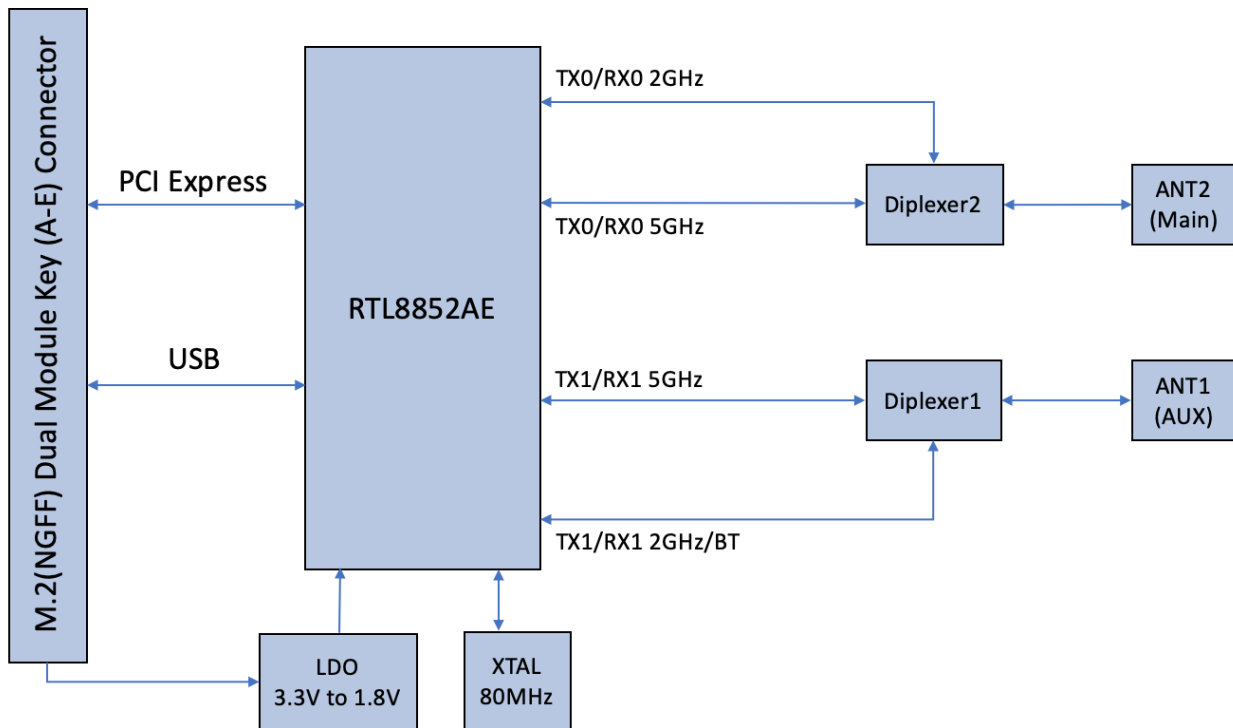 M.2(NGFF) Dual Module Key (A-E) Connector
PCI Express
USB
RTL8852AE
TX0/RX0 2GHz
TX0/RX0 5GHz
Diplexer2
ANT2
(Main)
TX1/RX1 5GHz
Diplexer1
ANT1
(AUX)
TX1/RX1 2GHz/BT
LDO
3.3V to 1.8V
XTAL
80MHz